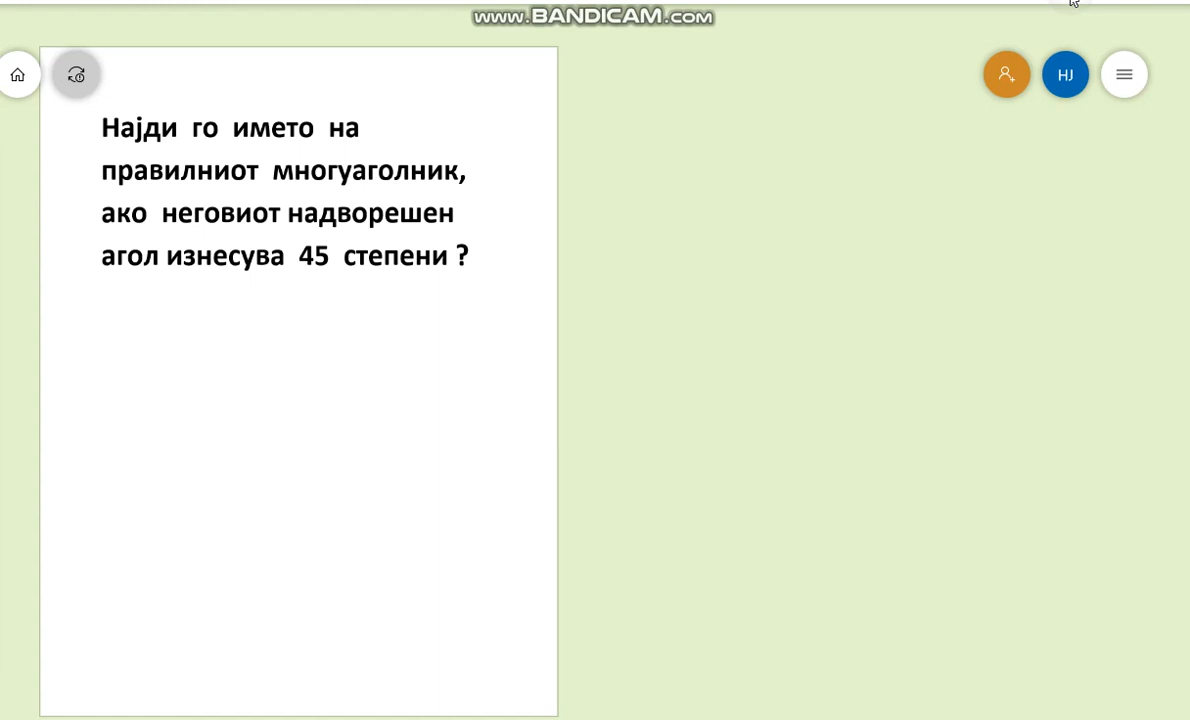 www.BANDICAM.com
HJ
Најди го името на
правилниот многуаголник,
ако неговиот надворешен
агол изнесува 45 степени ?